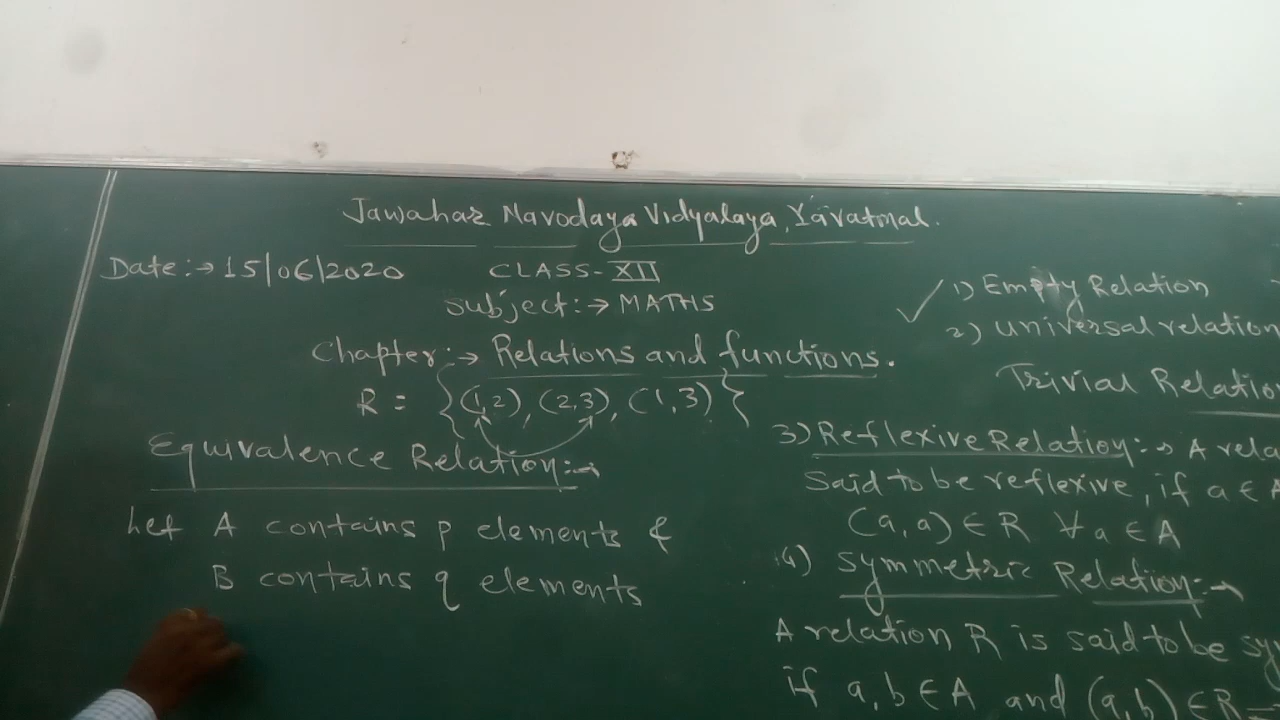 Jawahar Navodaya Vidyalaya, Yavatmal.
Date:→ 15/06/2020
CLASS-XII
Subject:→ MATHS
Chapter:→ Relations and functions.
R = {(1,2), (2,3), (1,3)}
Equivalence Relation:→
Let A contains p elements &
B contains q elements
✓ 1) Empty Relation
2) Universal relation
Trivial Relatio
3) Reflexive Relation:→ A rela
Said to be reflexive, if a ∈ A
(a,a) ∈ R ∀ a ∈ A
4) Symmetric Relation:→
A relation R is said to be sy
if a,b ∈ A and (a,b) ∈ R